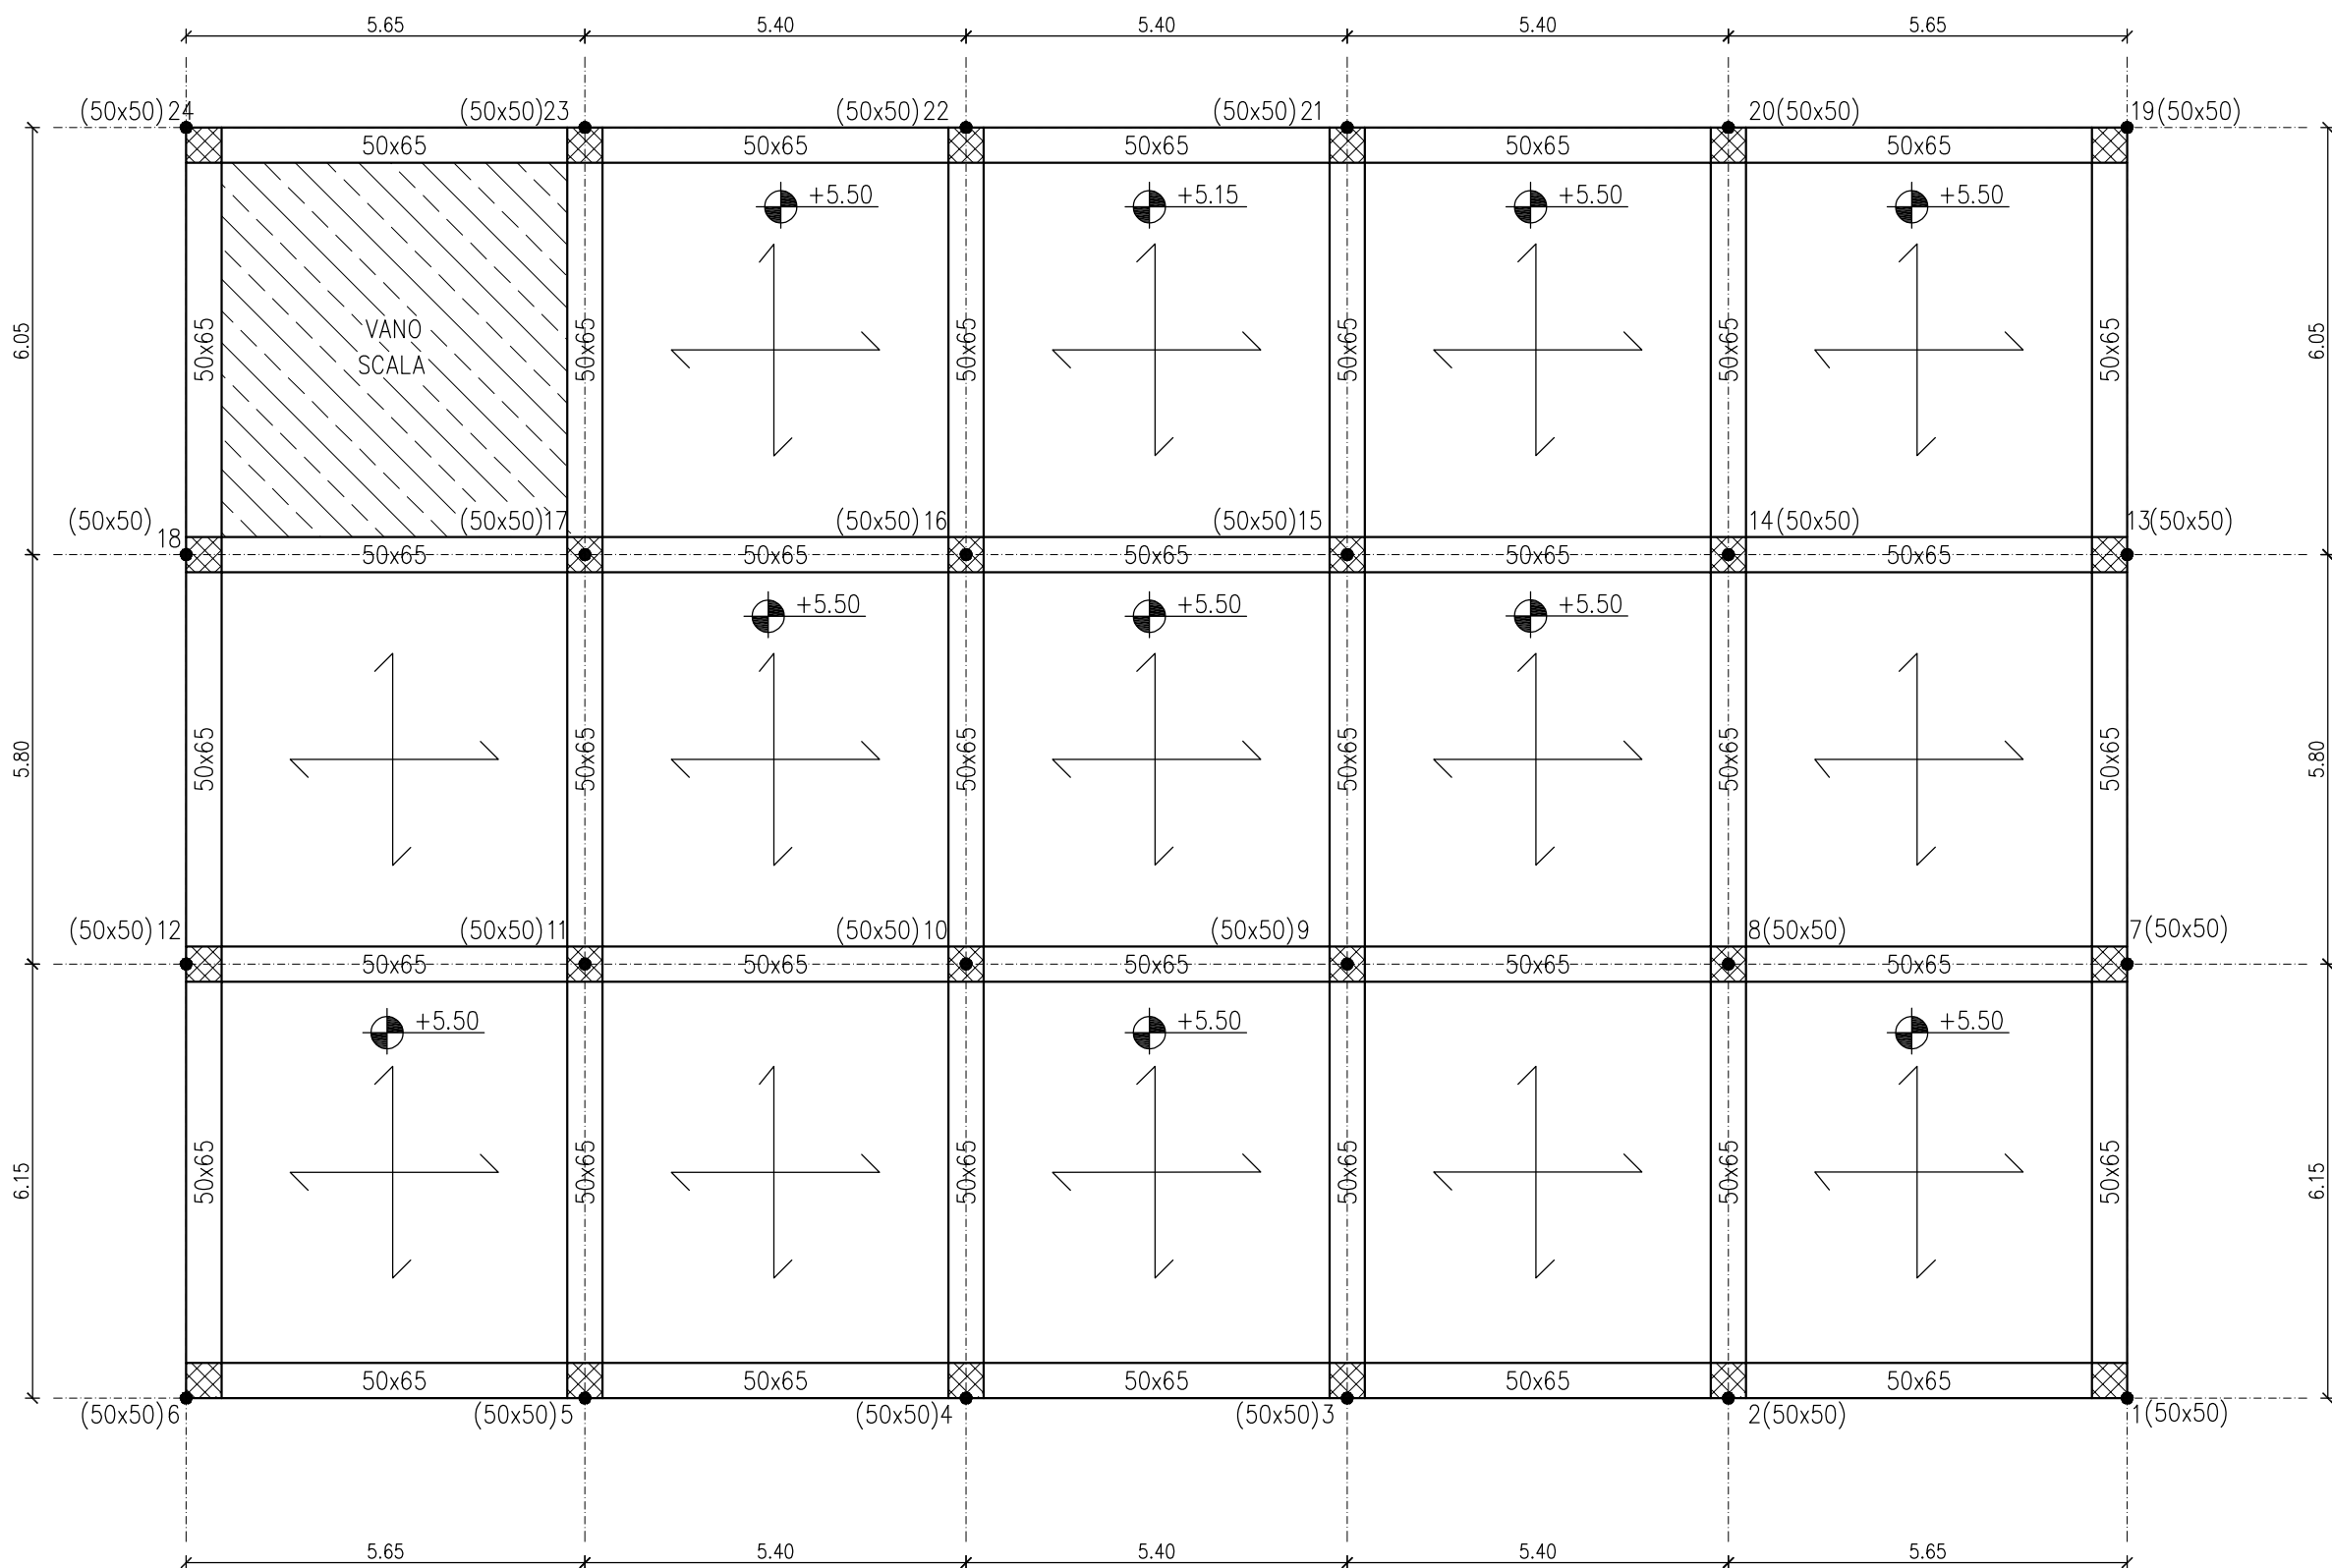 5.65 5.40 5.40 5.40 5.65
(50x50)24 (50x50)23 (50x50)22 (50x50)21 20(50x50) 19(50x50)
50x65 50x65 50x65 50x65 50x65
+5.50 +5.15 +5.50 +5.50
6.05 50x65 VANO 50x65 50x65 50x65 50x65 50x65 6.05
SCALA
(50x50) (50x50)17 (50x50)16 (50x50)15 14(50x50) 13(50x50)
18
50x65 50x65 50x65 50x65 50x65
+5.50 +5.50 +5.50
5.80 50x65 50x65 50x65 50x65 50x65 50x65 5.80
(50x50)12 (50x50)11 (50x50)10 (50x50)9 8(50x50) 7(50x50)
50x65 50x65 50x65 50x65 50x65
+5.50 +5.50 +5.50
6.15 50x65 50x65 50x65 50x65 50x65 50x65 6.15
50x65 50x65 50x65 50x65 50x65
(50x50)6 (50x50)5 (50x50)4 (50x50)3 2(50x50) 1(50x50)
5.65 5.40 5.40 5.40 5.65